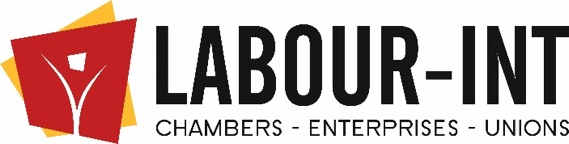 LABOUR-INT
CHAMBERS - ENTERPRISES - UNIONS